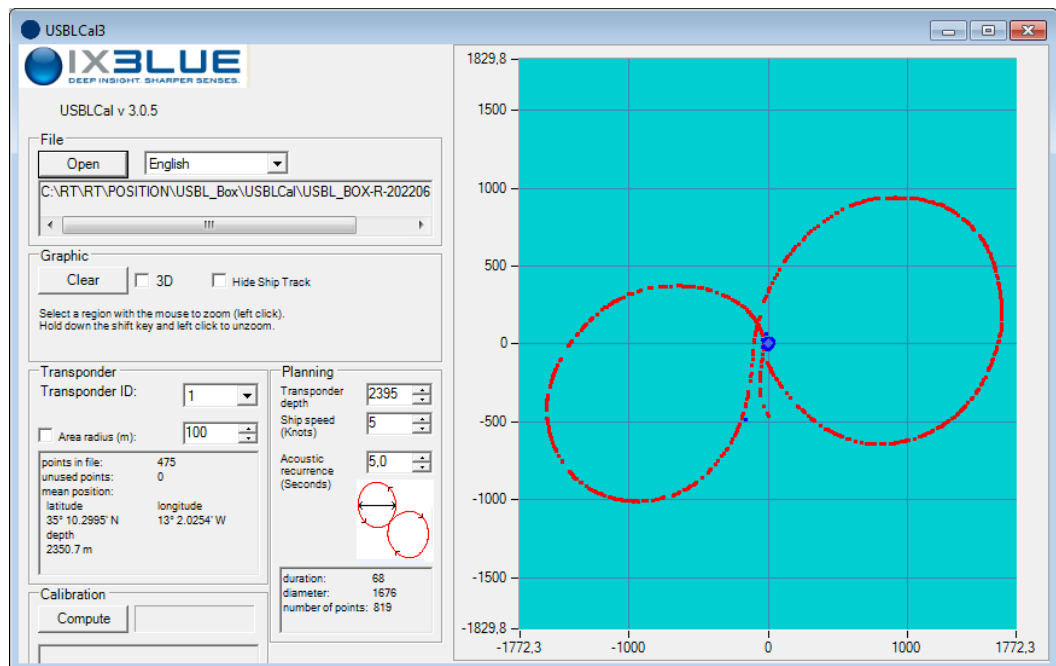 USBLCal3
IXBLUE
DEEP INSIGHT. SHARPER SENSES.
USBLCal v 3.0.5
File
Open
English
C:\RT\RT\POSITION\USBL_Box\USBLCal\USBL_BOX-R-202206
Graphic
Clear
3D
Hide Ship Track
Select a region with the mouse to zoom (left click).
Hold down the shift key and left click to unzoom.
Transponder
Transponder ID:
1
Area radius (m):
100
points in file: 475
unused points: 0
mean position:
latitude longitude
35° 10.2995' N 13° 2.0254' W
depth
2350.7 m
Calibration
Compute
Planning
Transponder
depth
2395
Ship speed
(Knots)
5
Acoustic
recurrence
(Seconds)
5,0
duration: 68
diameter: 1676
number of points: 819
1829,8
1500
1000
500
0
-500
-1000
-1500
-1829,8
-1772,3
-1000
0
1000
1772,3